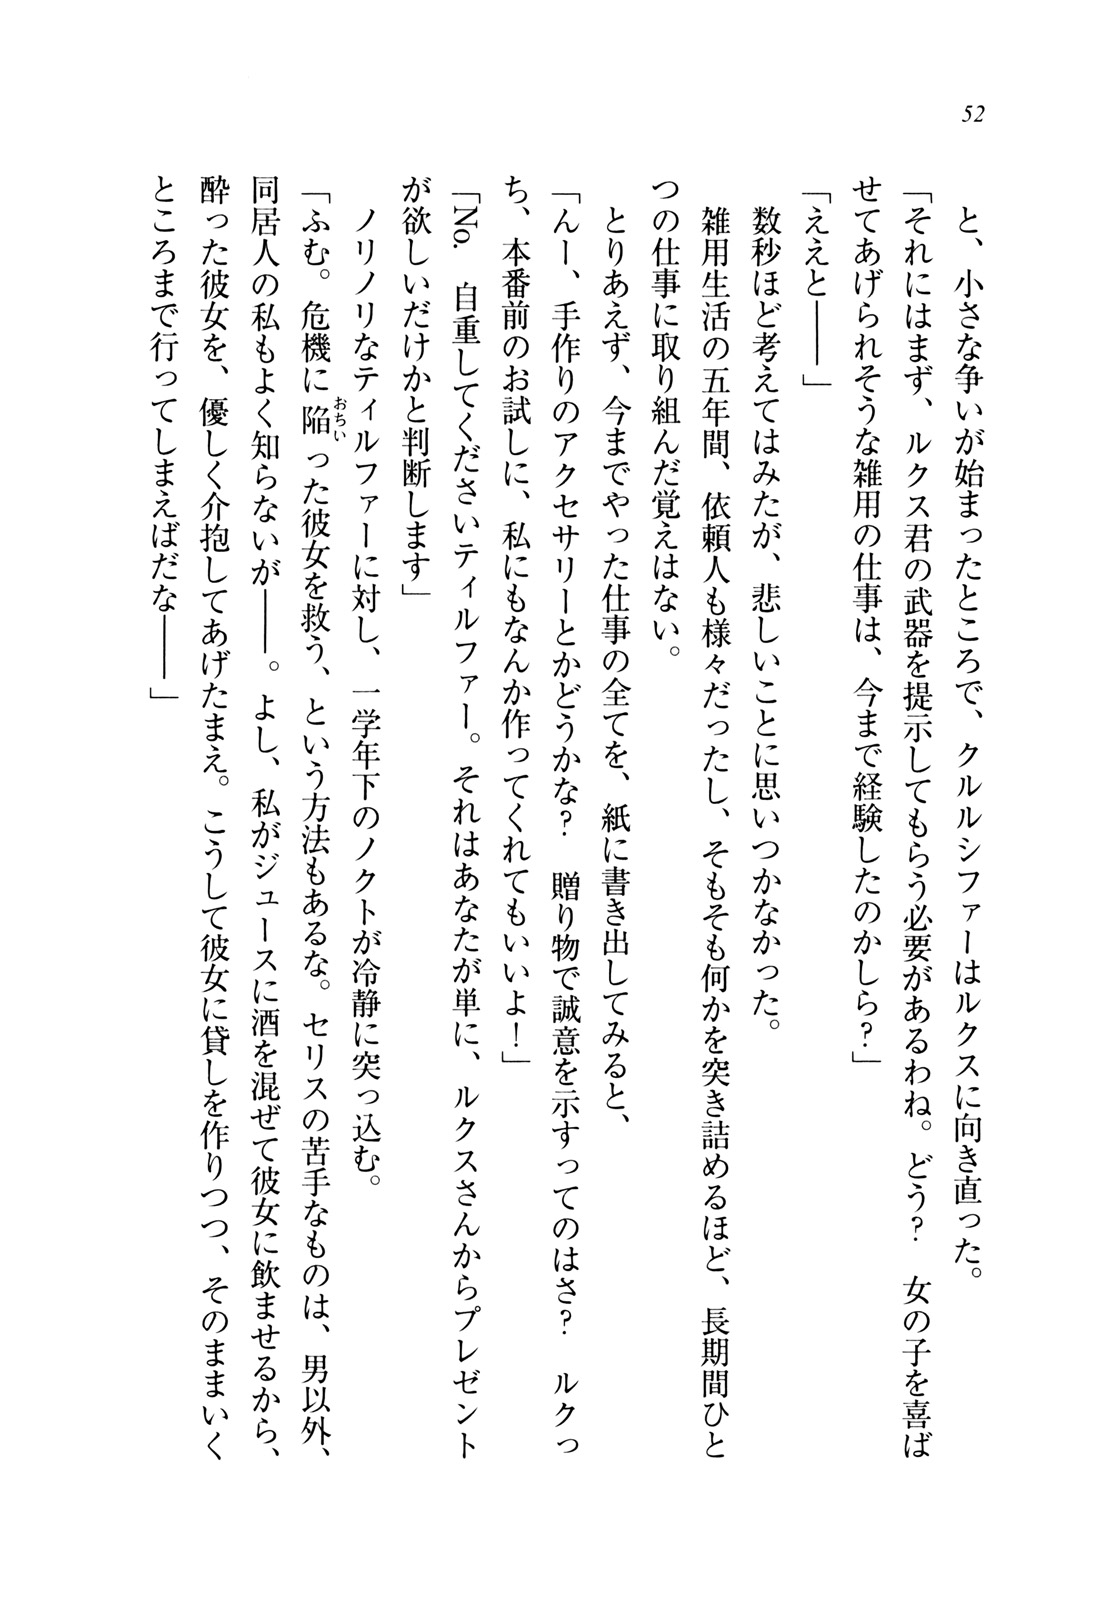 52
と、小さな争いが始まったところで、クルルシファーはルクスに向き直った。
「それにはまず、ルクス君の武器を提示してもらう必要があるわね。どう？　女の子を喜ば
せてあげられそうな雑用の仕事は、今まで経験したのかしら？」
「ええと――」
数秒ほど考えてはみたが、悲しいことに思いつかなかった。
雑用生活の五年間、依頼人も様々だったし、そもそも何かを突き詰めるほど、長期間ひと
つの仕事に取り組んだ覚えはない。
とりあえず、今までやった仕事の全てを、紙に書き出してみると、
「んー、手作りのアクセサリーとかどうかな？　贈り物で誠意を示すってのはさ？　ルクっ
ち、本番前のお試しに、私にもなんか作ってくれてもいいよ！」
「No.　自重してくださいティルファー。それはあなたが単に、ルクスさんからプレゼント
が欲しいだけかと判断します」
ノリノリなティルファーに対し、一学年下のノクトが冷静に突っ込む。
「ふむ。危機に陥おちいった彼女を救う、という方法もあるな。セリスの苦手なものは、男以外、
同居人の私もよく知らないが――。よし、私がジュースに酒を混ぜて彼女に飲ませるから、
酔った彼女を、優しく介抱してあげたまえ。こうして彼女に貸しを作りつつ、そのままいく
ところまで行ってしまえばだな――」